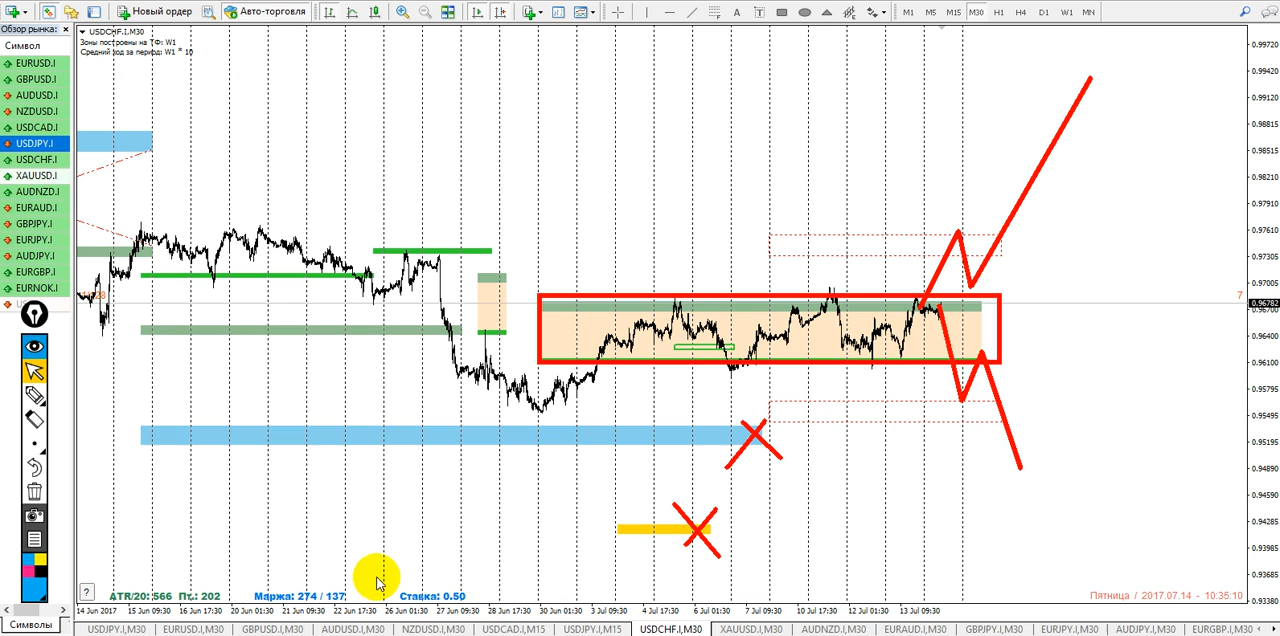 Новый ордер
Авто-торговля
M1 M5 M15 M30 H1 H4 D1 W1 MN
Обзор рынка:
Символ
EURUSD.I
GBPUSD.I
AUDUSD.I
NZDUSD.I
USDCAD.I
USDJPY.I
USDCHF.I
XAUUSD.I
AUDNZD.I
EURAUD.I
GBPJPY.I
EURJPY.I
AUDJPY.I
EURGBP.I
EURNOK.I
Символы
USDCHF.I,M30
Зоны построены на ТФ: W1
Средний ход за период: W1 * 10
7
0.99720
0.99420
0.99120
0.98815
0.98515
0.98210
0.97910
0.97610
0.97305
0.97005
0.96782
0.96700
0.96400
0.96100
0.95795
0.95495
0.95195
0.94890
0.94590
0.94285
0.93985
0.93685
0.93380
?
ATR/20: 566 Пт.: 202
Маржа: 274 / 137
Ставка: 0.50
Пятница / 2017.07.14 - 10:35:10
14 Jun 2017 15 Jun 09:30 16 Jun 17:30 20 Jun 01:30 21 Jun 09:30 22 Jun 17:30 26 Jun 01:30 27 Jun 09:30 28 Jun 17:30 30 Jun 01:30 3 Jul 09:30 4 Jul 17:30 6 Jul 01:30 7 Jul 09:30 10 Jul 17:30 12 Jul 01:30 13 Jul 09:30
USDJPY.I,M30 EURUSD.I,M30 GBPUSD.I,M30 AUDUSD.I,M30 NZDUSD.I,M30 USDCAD.I,M15 USDJPY.I,M15 USDCHF.I,M30 XAUUSD.I,M30 AUDNZD.I,M30 EURAUD.I,M30 GBPJPY.I,M30 EURJPY.I,M30 AUDJPY.I,M30 EURGBP.I,M30